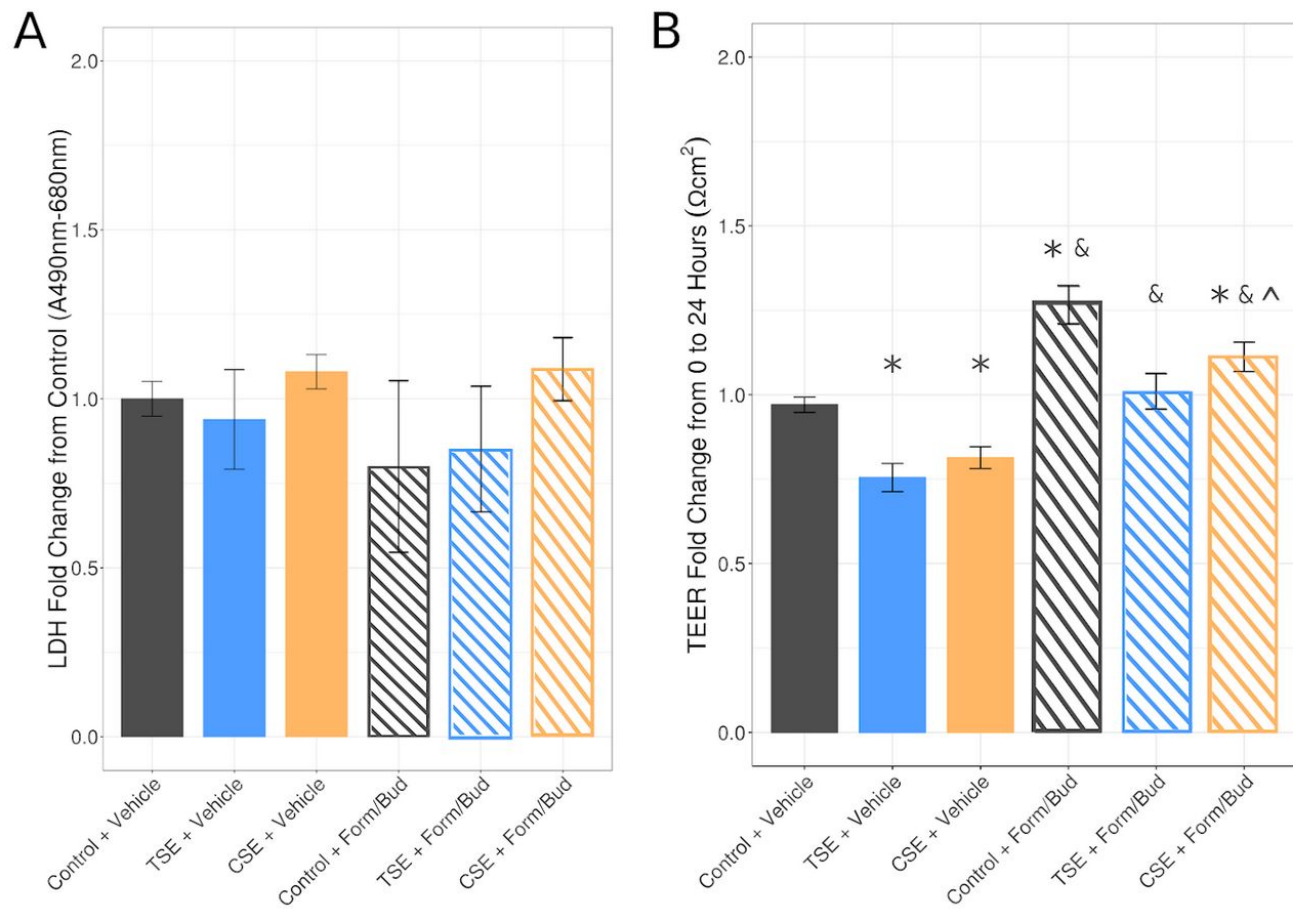 A
LDH Fold Change from Control (A490nm-680nm)
2.0
1.5
1.0
0.5
0.0
Control + Vehicle
TSE + Vehicle
CSE + Vehicle
Control + Form/Bud
TSE + Form/Bud
CSE + Form/Bud
B
TEER Fold Change from 0 to 24 Hours (Ωcm²)
2.0
1.5
1.0
0.5
0.0
*
*
* &
&
* & ^
Control + Vehicle
TSE + Vehicle
CSE + Vehicle
Control + Form/Bud
TSE + Form/Bud
CSE + Form/Bud